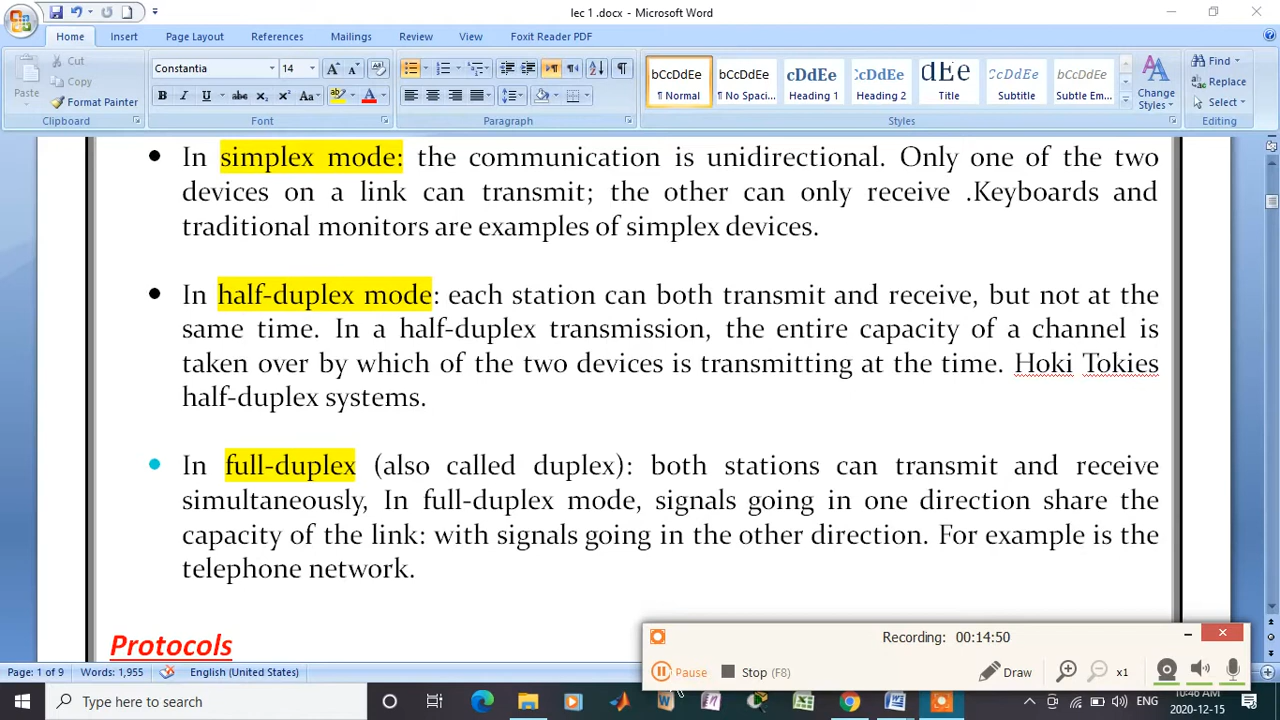 lec 1 .docx - Microsoft Word
Home Insert Page Layout References Mailings Review View Foxit Reader PDF
Paste
Cut
Copy
Format Painter
Clipboard
Constantia 14
Font
Paragraph
bCcDdEe bCcDdEe cDdEe bCcDdEe dEe bCcDdEe bCcDdEe
¶ Normal ¶ No Spaci... Heading 1 Heading 2 Title Subtitle Subtle Em...
Change Styles
Styles
Find
Replace
Select
Editing
• In simplex mode: the communication is unidirectional. Only one of the two
devices on a link can transmit; the other can only receive .Keyboards and
traditional monitors are examples of simplex devices.
• In half-duplex mode: each station can both transmit and receive, but not at the
same time. In a half-duplex transmission, the entire capacity of a channel is
taken over by which of the two devices is transmitting at the time. Hoki Tokies
half-duplex systems.
• In full-duplex (also called duplex): both stations can transmit and receive
simultaneously, In full-duplex mode, signals going in one direction share the
capacity of the link: with signals going in the other direction. For example is the
telephone network.
Protocols
Recording: 00:14:50
Pause Stop (F8) Draw x1
Page: 1 of 9 Words: 1,955 English (United States)
Type here to search
ENG
10:46 AM
2020-12-15